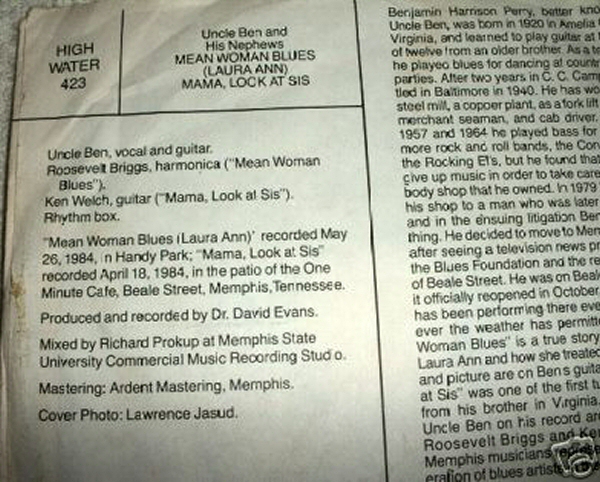 HIGH
WATER
423
Uncle Ben and
His Nephews
MEAN WOMAN BLUES
(LAURA ANN)
MAMA, LOOK AT SIS
Uncle Ben, vocal and guitar.
Roosevelt Briggs, harmonica ("Mean Woman
Blues").
Ken Welch, guitar ("Mama, Look at Sis").
Rhythm box.
"Mean Woman Blues (Laura Ann)' recorded May
26, 1984, in Handy Park; "Mama, Look at Sis"
recorded April 18, 1984, in the patio of the One
Minute Cafe, Beale Street, Memphis, Tennessee.
Produced and recorded by Dr. David Evans.
Mixed by Richard Prokup at Memphis State
University Commercial Music Recording Studio.
Mastering: Ardent Mastering, Memphis.
Cover Photo: Lawrence Jasud.
Benjamin Harrison Perry, better
Uncle Ben, was born in 1920 in Amelia
Virginia, and learned to play guitar at
of twelve from an older brother. As a
he played blues for dancing at
parties. After two years in C. C.
in Baltimore in 1940. He has
steel mill, a copper plant, as a fork lift
merchant seaman, and cab driver.
1957 and 1964 he played bass for
more rock and roll bands, the
the Rocking El's, but he found that
give up music in order to take care
body shop that he owned. In 1979
his shop to a man who was later
and in the ensuing litigation Ben
thing. He decided to move to
after seeing a television news
the Blues Foundation and the
of Beale Street. He was on
it officially reopened in October,
has been performing there
ever the weather has
Woman Blues" is a true story
Laura Ann and how she treated
and picture are on Ben's
at Sis" was one of the first
from his brother in Virginia.
Uncle Ben on his record are
Roosevelt Briggs and
Memphis musicians
of blues